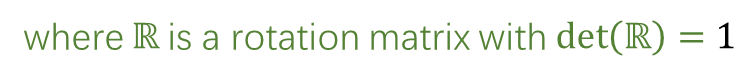 where ℝ is a rotation matrix with det(ℝ) = 1